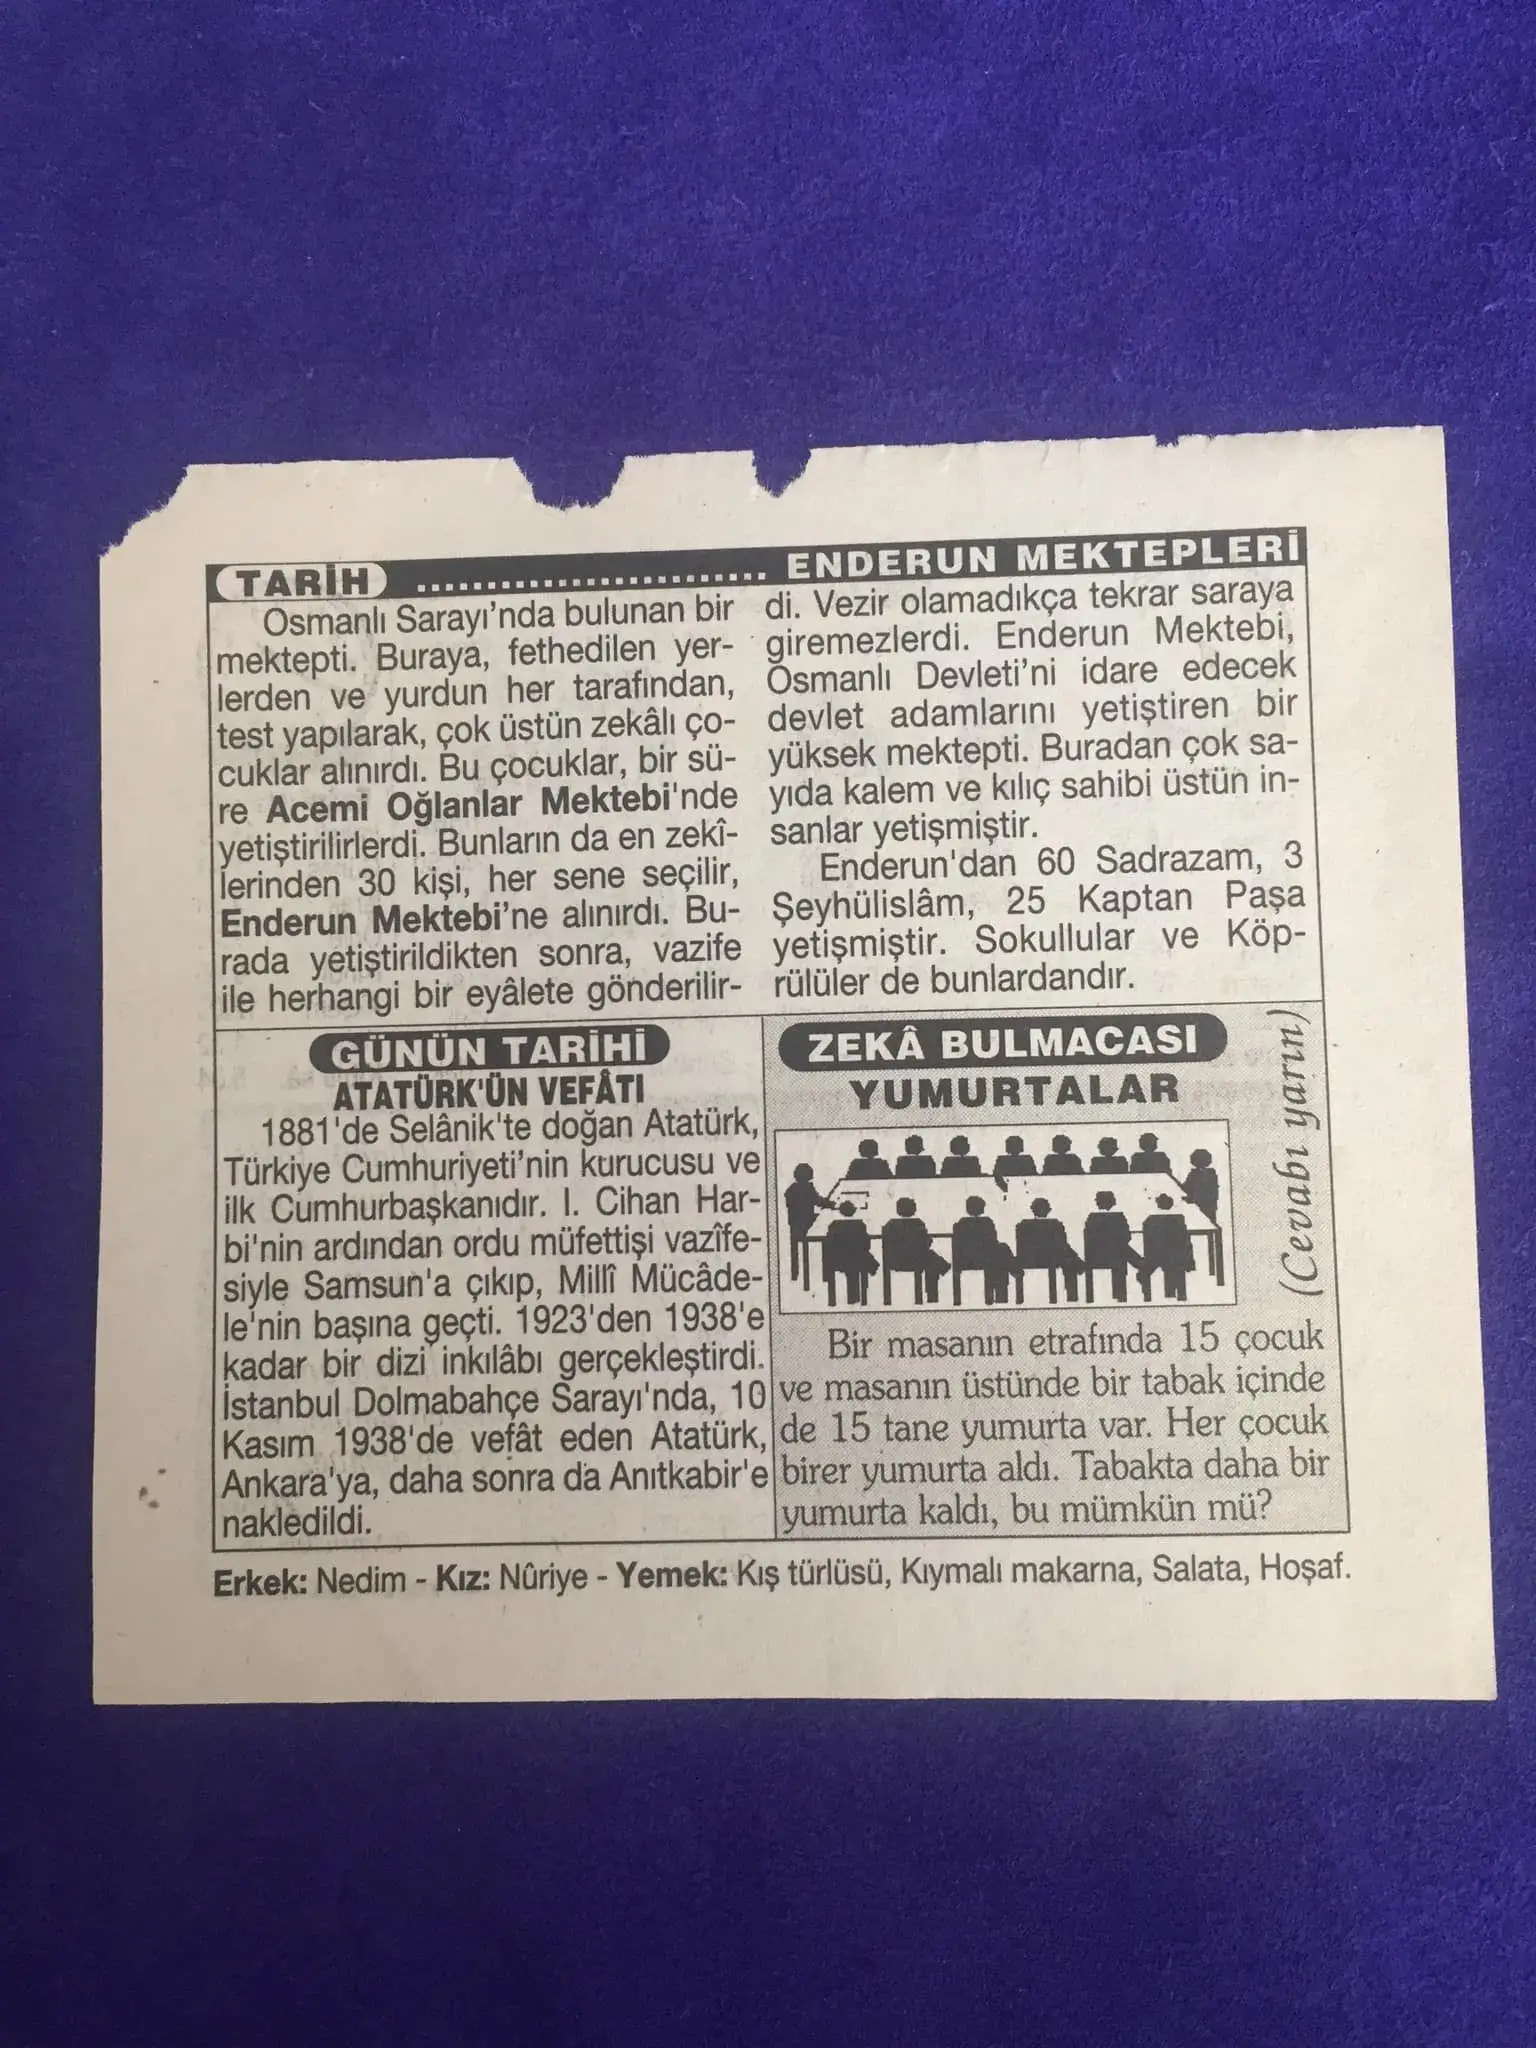 TARİH ........................ ENDERUN MEKTEPLERİ
Osmanlı Sarayı'nda bulunan bir
mektepti. Buraya, fethedilen yer-
lerden ve yurdun her tarafından,
test yapılarak, çok üstün zekâlı ço-
cuklar alınırdı. Bu çocuklar, bir sü-
re Acemi Oğlanlar Mektebi'nde
yetiştirilirlerdi. Bunların da en zekî-
lerinden 30 kişi, her sene seçilir,
Enderun Mektebi'ne alınırdı. Bu-
rada yetiştirildikten sonra, vazife
ile herhangi bir eyâlete gönderilir-
di. Vezir olamadıkça tekrar saraya
giremezlerdi. Enderun Mektebi,
Osmanlı Devleti'ni idare edecek
devlet adamlarını yetiştiren bir
yüksek mektepti. Buradan çok sa-
yıda kalem ve kılıç sahibi üstün in-
sanlar yetişmiştir.
Enderun'dan 60 Sadrazam, 3
Şeyhülislâm, 25 Kaptan Paşa
yetişmiştir. Sokullular ve Köp-
rülüler de bunlardandır.
GÜNÜN TARİHİ
ATATÜRK'ÜN VEFÂTI
1881'de Selânik'te doğan Atatürk,
Türkiye Cumhuriyeti'nin kurucusu ve
ilk Cumhurbaşkanıdır. I. Cihan Har-
bi'nin ardından ordu müfettişi vazîfe-
siyle Samsun'a çıkıp, Millî Mücâde-
le'nin başına geçti. 1923'den 1938'e
kadar bir dizi inkılâbı gerçekleştirdi.
İstanbul Dolmabahçe Sarayı'nda, 10
Kasım 1938'de vefât eden Atatürk,
Ankara'ya, daha sonra da Anıtkabir'e
nakledildi.
ZEKÂ BULMACASI
YUMURTALAR
(Cevabı yarın)
Bir masanın etrafında 15 çocuk
ve masanın üstünde bir tabak içinde
de 15 tane yumurta var. Her çocuk
birer yumurta aldı. Tabakta daha bir
yumurta kaldı, bu mümkün mü?
Erkek: Nedim - Kız: Nûriye - Yemek: Kış türlüsü, Kıymalı makarna, Salata, Hoşaf.